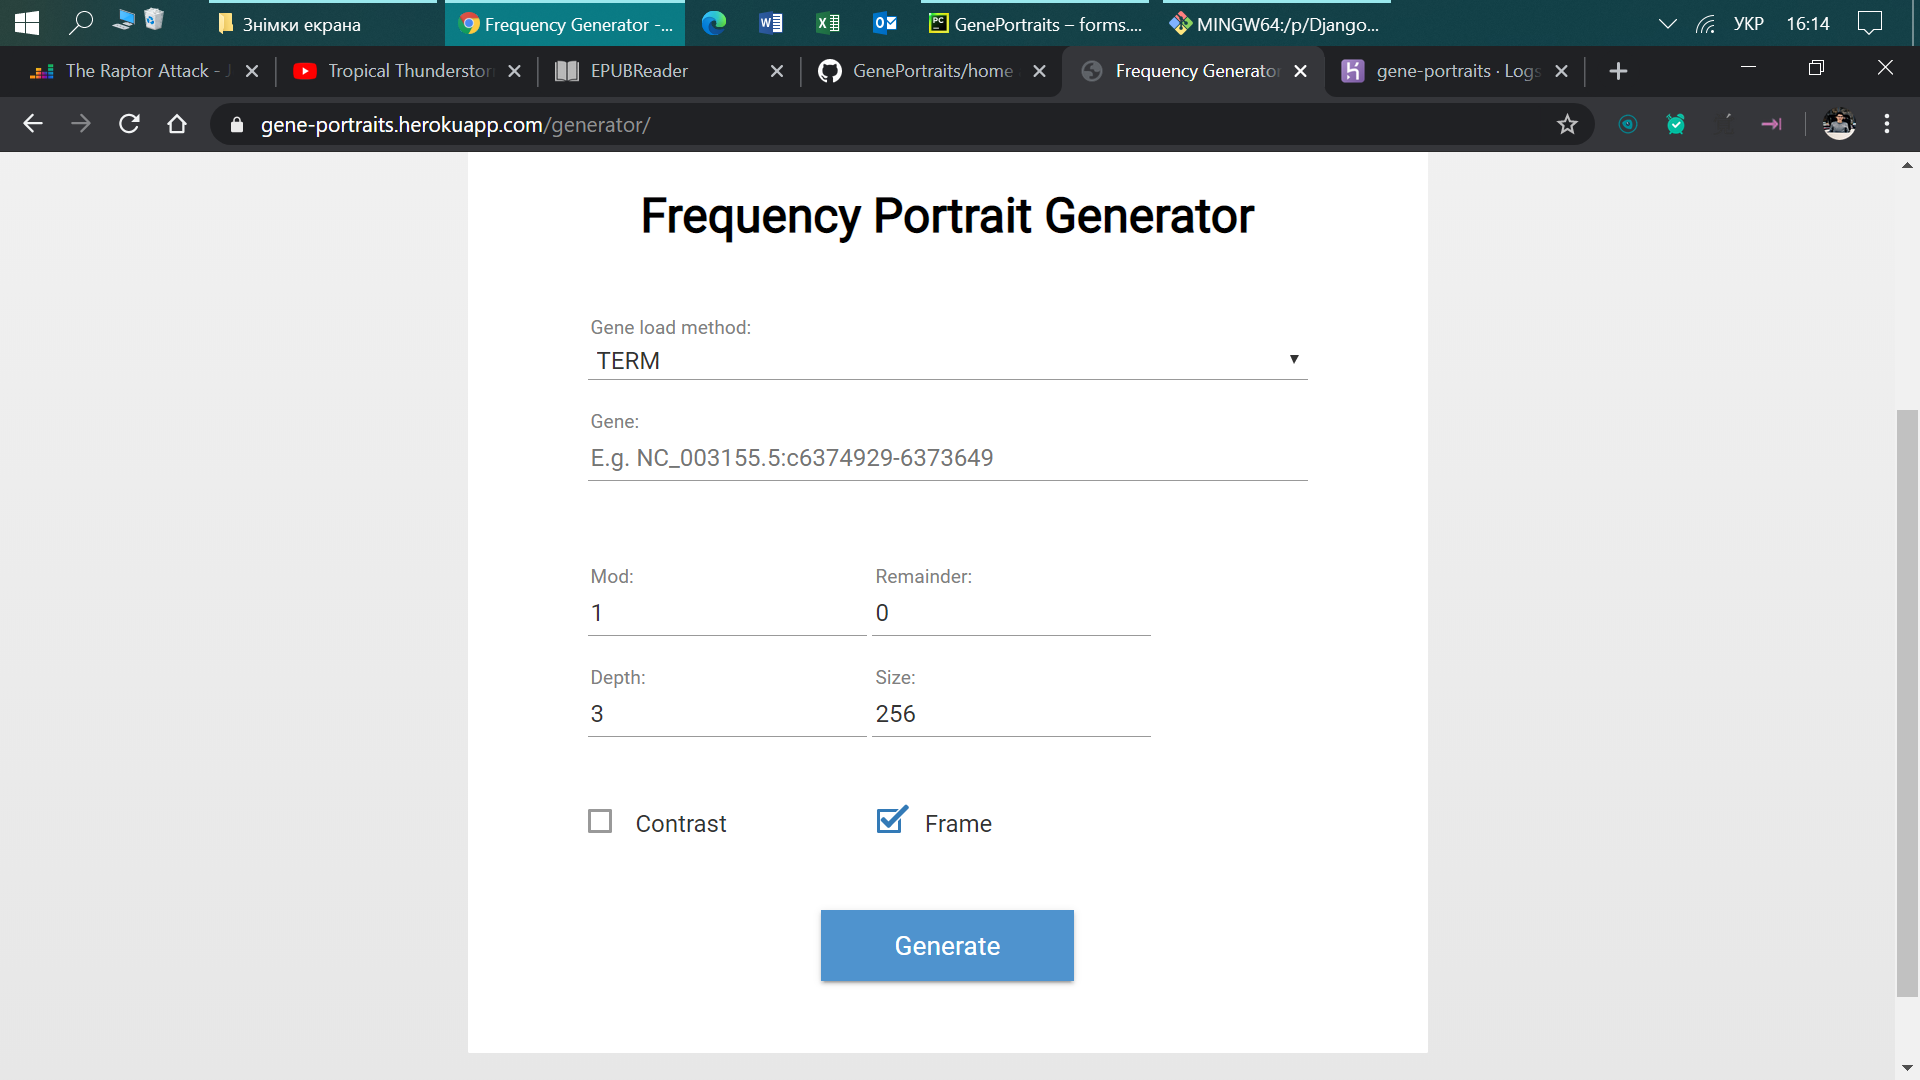 Знімки екрана
Frequency Generator -...
GenePortraits – forms....
MINGW64:/p/Django...
УКР
16:14
The Raptor Attack -
Tropical Thunderstor
EPUBReader
GenePortraits/home
Frequency Generator
gene-portraits · Logs
gene-portraits.herokuapp.com/generator/
Frequency Portrait Generator
Gene load method:
TERM
Gene:
E.g. NC_003155.5:c6374929-6373649
Mod:
1
Remainder:
0
Depth:
3
Size:
256
Contrast
Frame
Generate